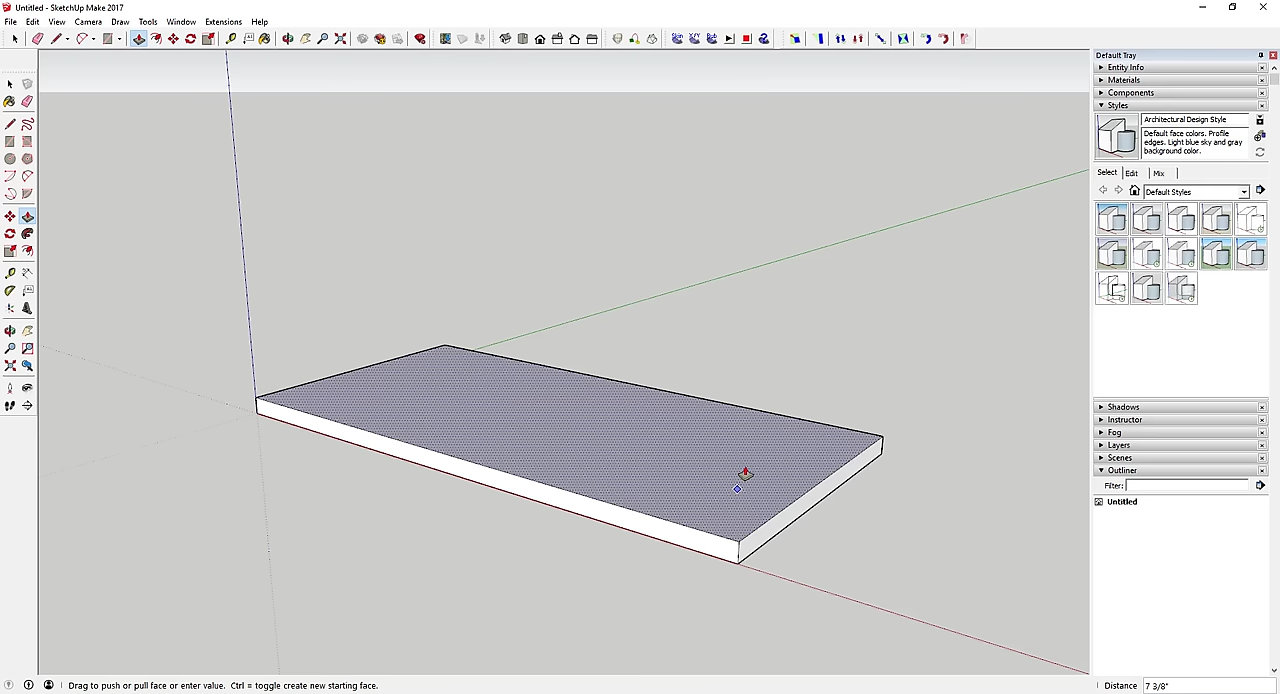 Untitled - SketchUp Make 2017
File Edit View Camera Draw Tools Window Extensions Help
Default Tray
Entity Info
Materials
Components
Styles
Architectural Design Style
Default face colors. Profile
edges. Light blue sky and gray
background color.
Select Edit Mix
Default Styles
Shadows
Instructor
Fog
Layers
Scenes
Outliner
Filter:
Untitled
Drag to push or pull face or enter value. Ctrl = toggle create new starting face.
Distance 7 3/8"